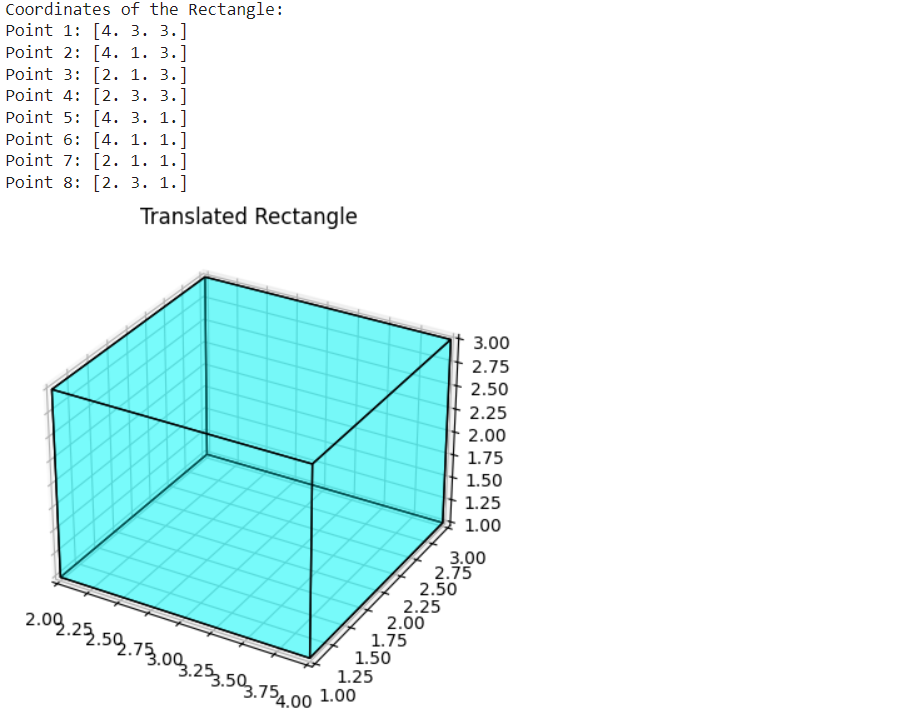 Coordinates of the Rectangle:
Point 1: [4. 3. 3.]
Point 2: [4. 1. 3.]
Point 3: [2. 1. 3.]
Point 4: [2. 3. 3.]
Point 5: [4. 3. 1.]
Point 6: [4. 1. 1.]
Point 7: [2. 1. 1.]
Point 8: [2. 3. 1.]
Translated Rectangle
3.00
2.75
2.50
2.25
2.00
1.75
1.50
1.25
1.00
3.00
2.75
2.50
2.25
2.00
1.75
1.50
1.25
1.00
2.00
2.25
2.50
2.75
3.00
3.25
3.50
3.75
4.00